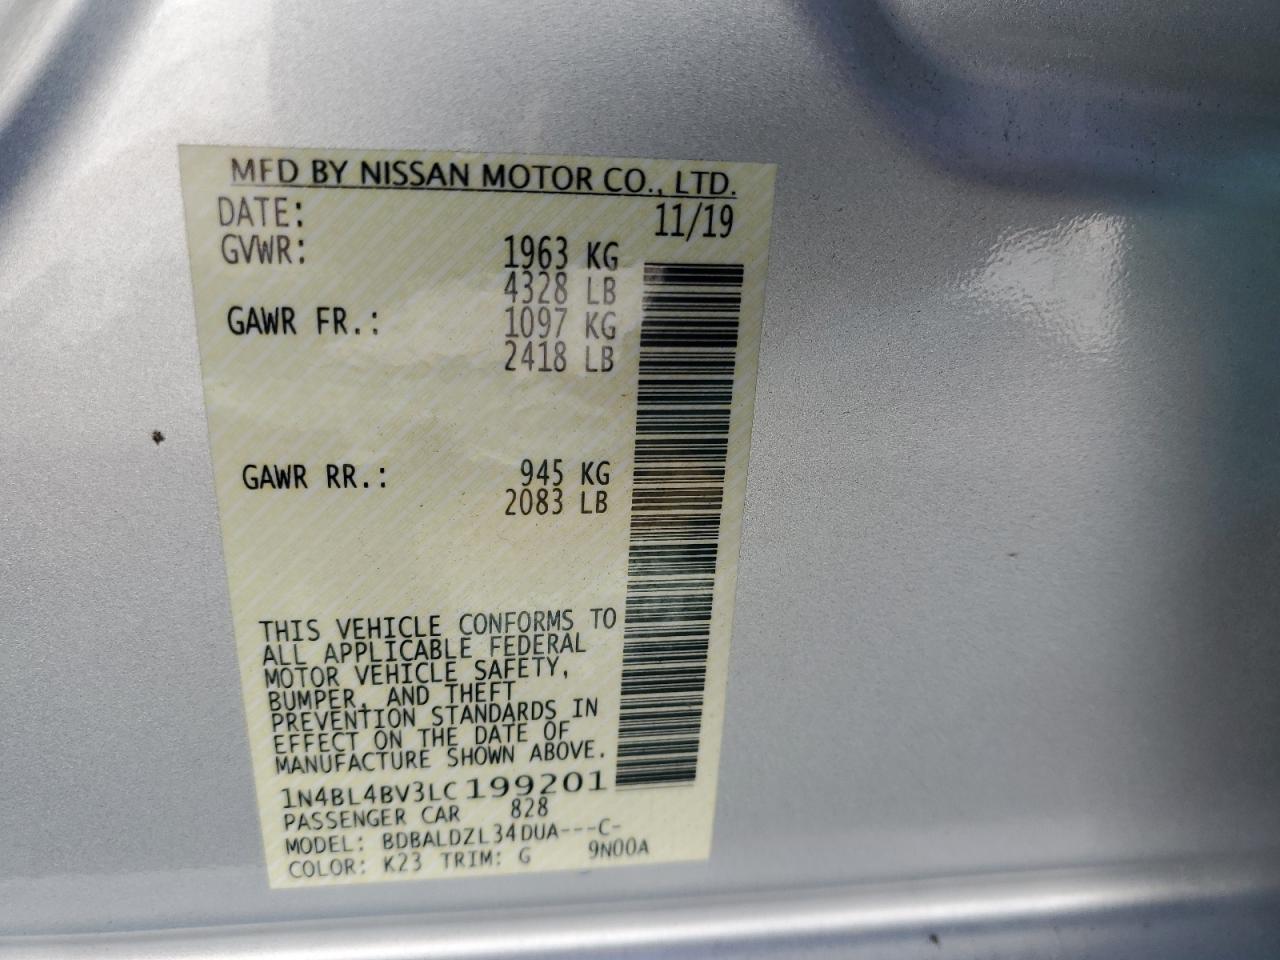 MFD BY NISSAN MOTOR CO., LTD.
DATE: 11/19
GVWR: 1963 KG
4328 LB
GAWR FR.: 1097 KG
2418 LB
GAWR RR.: 945 KG
2083 LB
THIS VEHICLE CONFORMS TO
ALL APPLICABLE FEDERAL
MOTOR VEHICLE SAFETY,
BUMPER, AND THEFT
PREVENTION STANDARDS IN
EFFECT ON THE DATE OF
MANUFACTURE SHOWN ABOVE.
1N4BL4BV3LC199201
PASSENGER CAR 828
MODEL: BDBALDZL34DUA---C-
COLOR: K23 TRIM: G 9N00A